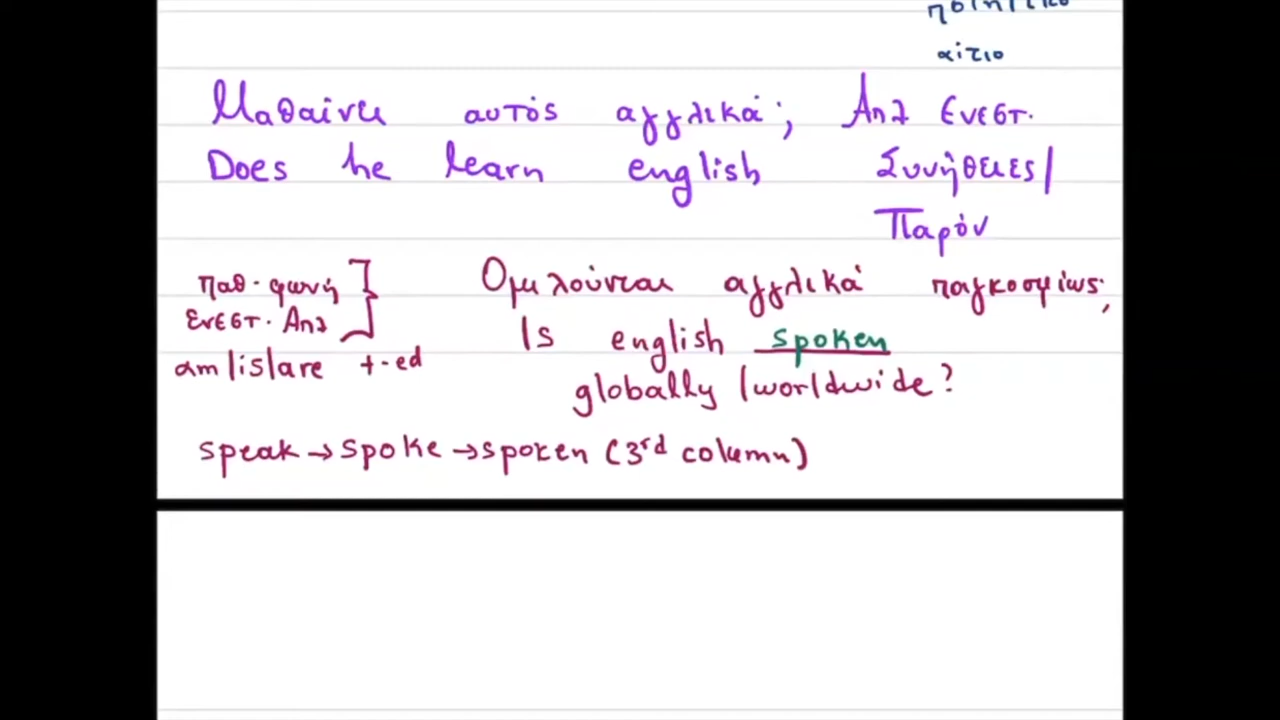 αίτιο
Μαθαίνει αυτός αγγλικά; Απλ Ενεστ.
Does he learn english Συνήθειες/
Παρόν
παθ. φωνή Ομιλούνται αγγλικά παγκοσμίως;
Ενεστ. Απλ Is english spoken
am/is/are +-ed globally/worldwide?
speak → spoke → spoken (3rd column)